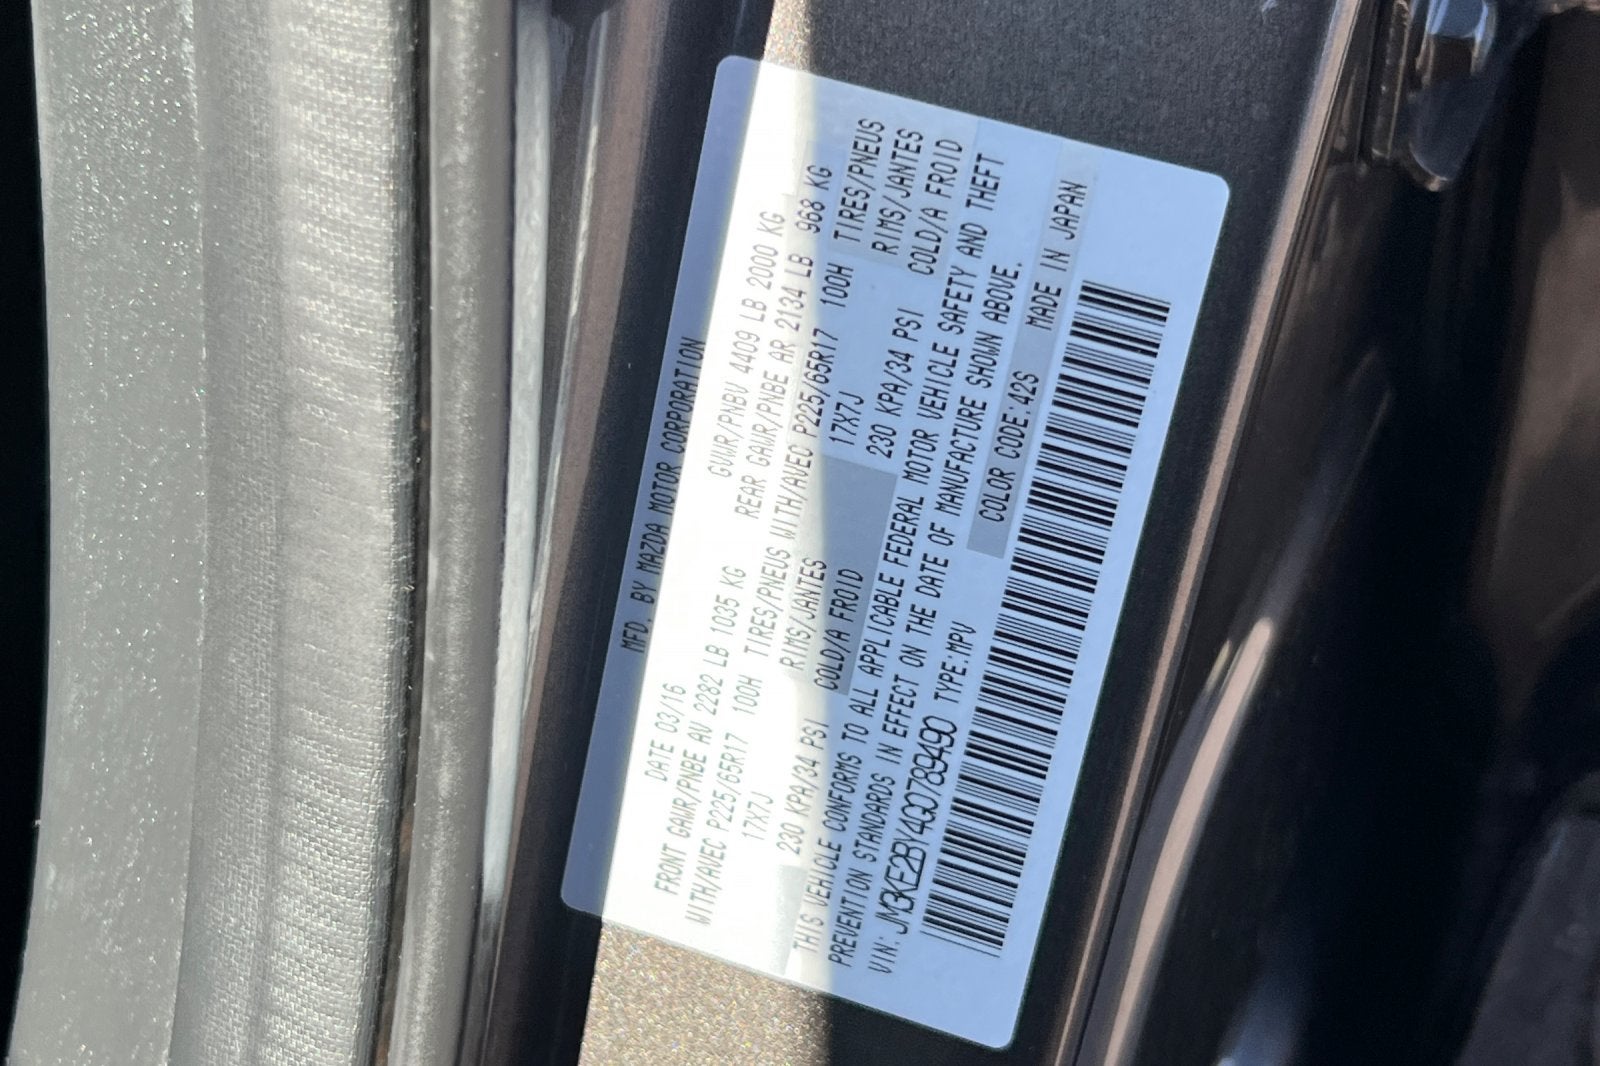 MFD. BY MAZDA MOTOR CORPORATION
DATE 03/16 GVWR/PNBV 4409 LB 2000 KG
FRONT GAWR/PNBE AV 2282 LB 1035 KG REAR GAWR/PNBE AR 2134 LB 968 KG
WITH/AVEC P225/65R17 100H TIRES/PNEUS WITH/AVEC P225/65R17 100H TIRES/PNEUS
17X7J RIMS/JANTES 17X7J RIMS/JANTES
230 KPA/34 PSI COLD/A FROID 230 KPA/34 PSI COLD/A FROID
THIS VEHICLE CONFORMS TO ALL APPLICABLE FEDERAL MOTOR VEHICLE SAFETY AND THEFT
PREVENTION STANDARDS IN EFFECT ON THE DATE OF MANUFACTURE SHOWN ABOVE.
VIN: JM3KE2BY4G0789490 TYPE:MPV COLOR CODE:42S MADE IN JAPAN